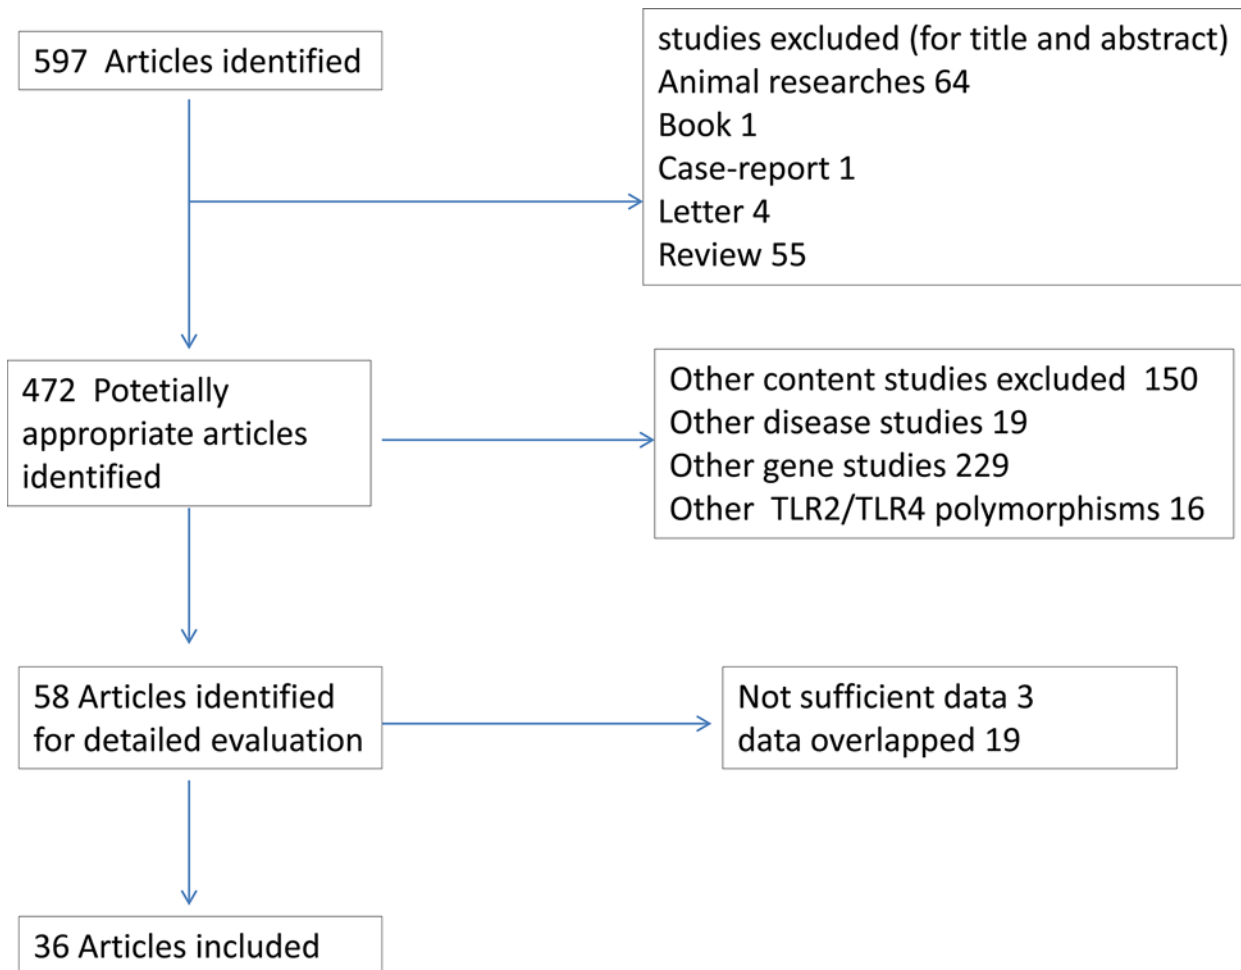 597  Articles identified
studies excluded (for title and abstract)
Animal researches 64
Book 1
Case-report 1
Letter 4
Review 55
472  Potetially
appropriate articles
identified
Other content studies excluded  150
Other disease studies 19
Other gene studies 229
Other  TLR2/TLR4 polymorphisms 16
58 Articles identified
for detailed evaluation
Not sufficient data 3
data overlapped 19
36 Articles included